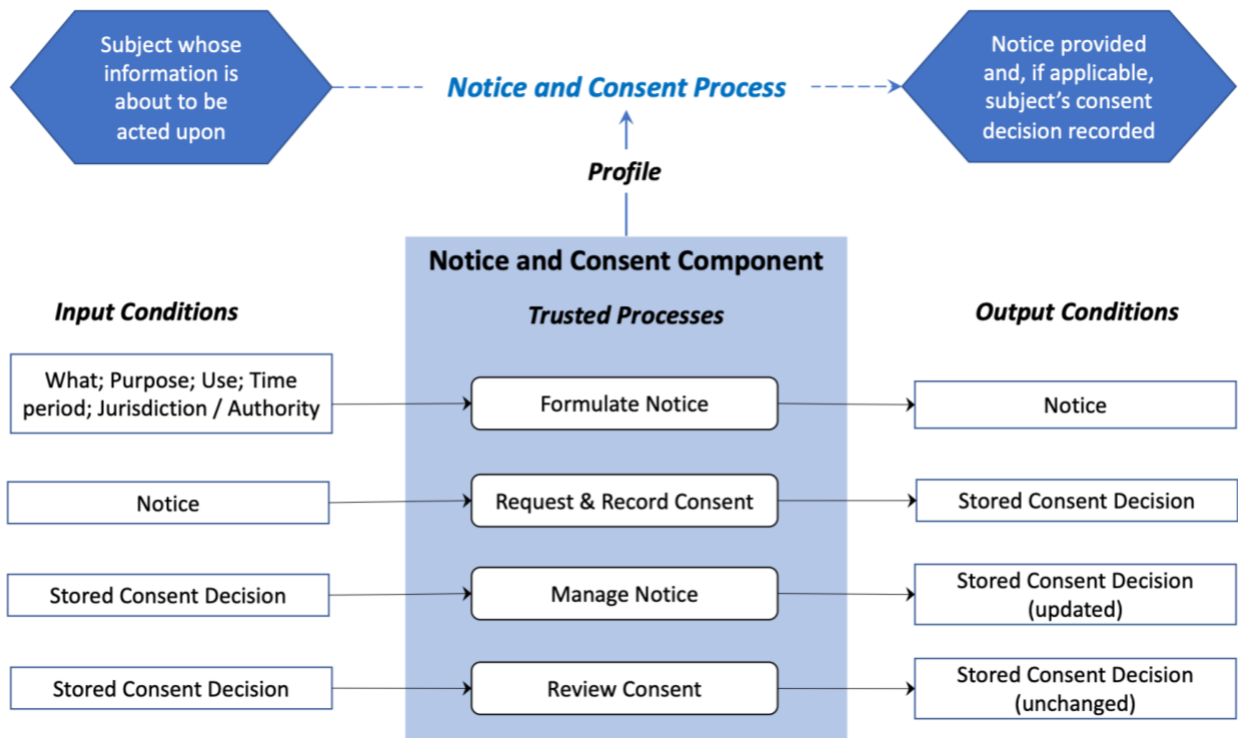 Subject whose
information is
about to be
acted upon
Notice and Consent Process
Notice provided
and, if applicable,
subject's consent
decision recorded
Profile
Notice and Consent Component
Input Conditions
Trusted Processes
Output Conditions
What; Purpose; Use; Time
period; Jurisdiction / Authority
Formulate Notice
Notice
Notice
Request & Record Consent
Stored Consent Decision
Stored Consent Decision
Manage Notice
Stored Consent Decision
(updated)
Stored Consent Decision
Review Consent
Stored Consent Decision
(unchanged)